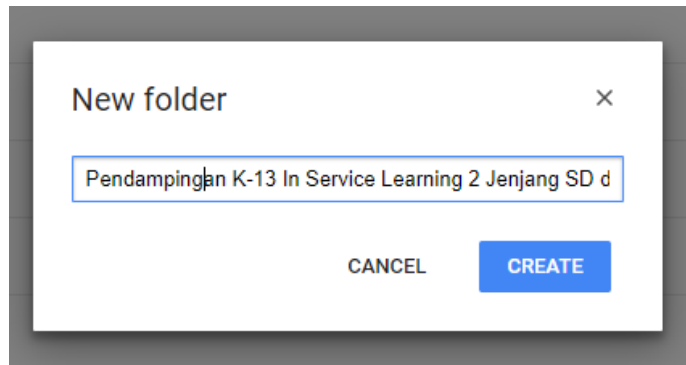 New folder
Pendampingan K-13 In Service Learning 2 Jenjang SD d
CANCEL CREATE